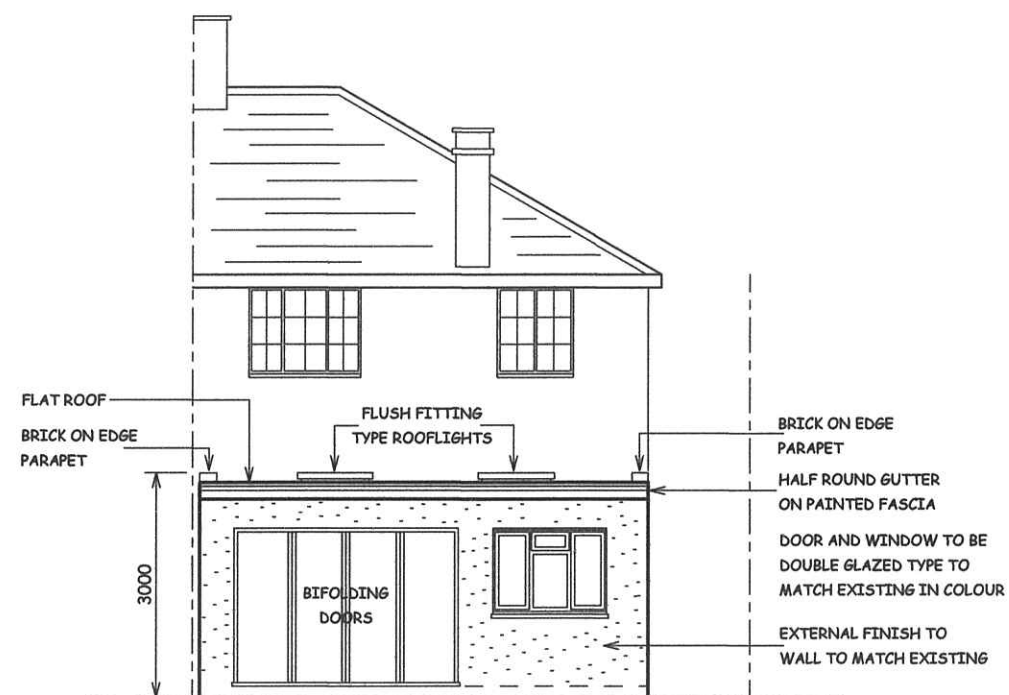 FLAT ROOF
BRICK ON EDGE
PARAPET
FLUSH FITTING
TYPE ROOFLIGHTS
BRICK ON EDGE
PARAPET
HALF ROUND GUTTER
ON PAINTED FASCIA
DOOR AND WINDOW TO BE
DOUBLE GLAZED TYPE TO
MATCH EXISTING IN COLOUR
3000
BIFOLDING
DOORS
EXTERNAL FINISH TO
WALL TO MATCH EXISTING